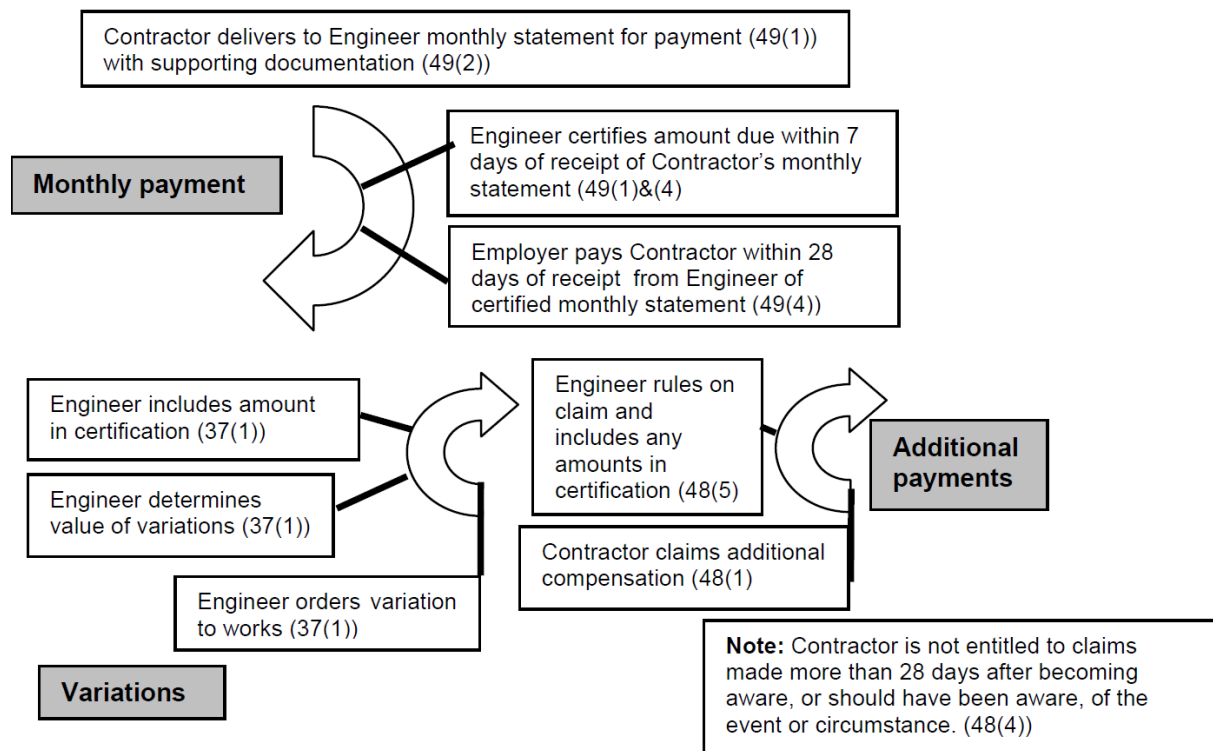 Contractor delivers to Engineer monthly statement for payment (49(1))
with supporting documentation (49(2))
Monthly payment
Engineer certifies amount due within 7
days of receipt of Contractor's monthly
statement (49(1)&(4)
Employer pays Contractor within 28
days of receipt from Engineer of
certified monthly statement (49(4))
Engineer includes amount
in certification (37(1))
Engineer determines
value of variations (37(1))
Engineer orders variation
to works (37(1))
Variations
Engineer rules on
claim and
includes any
amounts in
certification (48(5)
Contractor claims additional
compensation (48(1)
Additional
payments
Note: Contractor is not entitled to claims
made more than 28 days after becoming
aware, or should have been aware, of the
event or circumstance. (48(4))